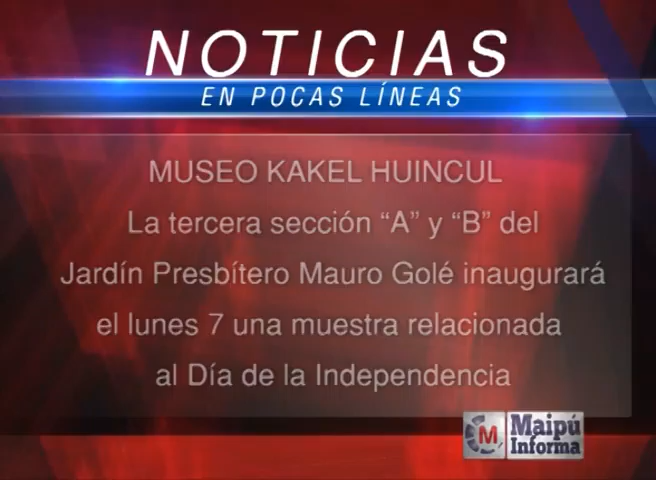 NOTICIAS
EN POCAS LÍNEAS
MUSEO KAKEL HUINCUL
La tercera sección “A” y “B” del
Jardín Presbítero Mauro Golé inaugurará
el lunes 7 una muestra relacionada
al Día de la Independencia
M Maipú
Informa